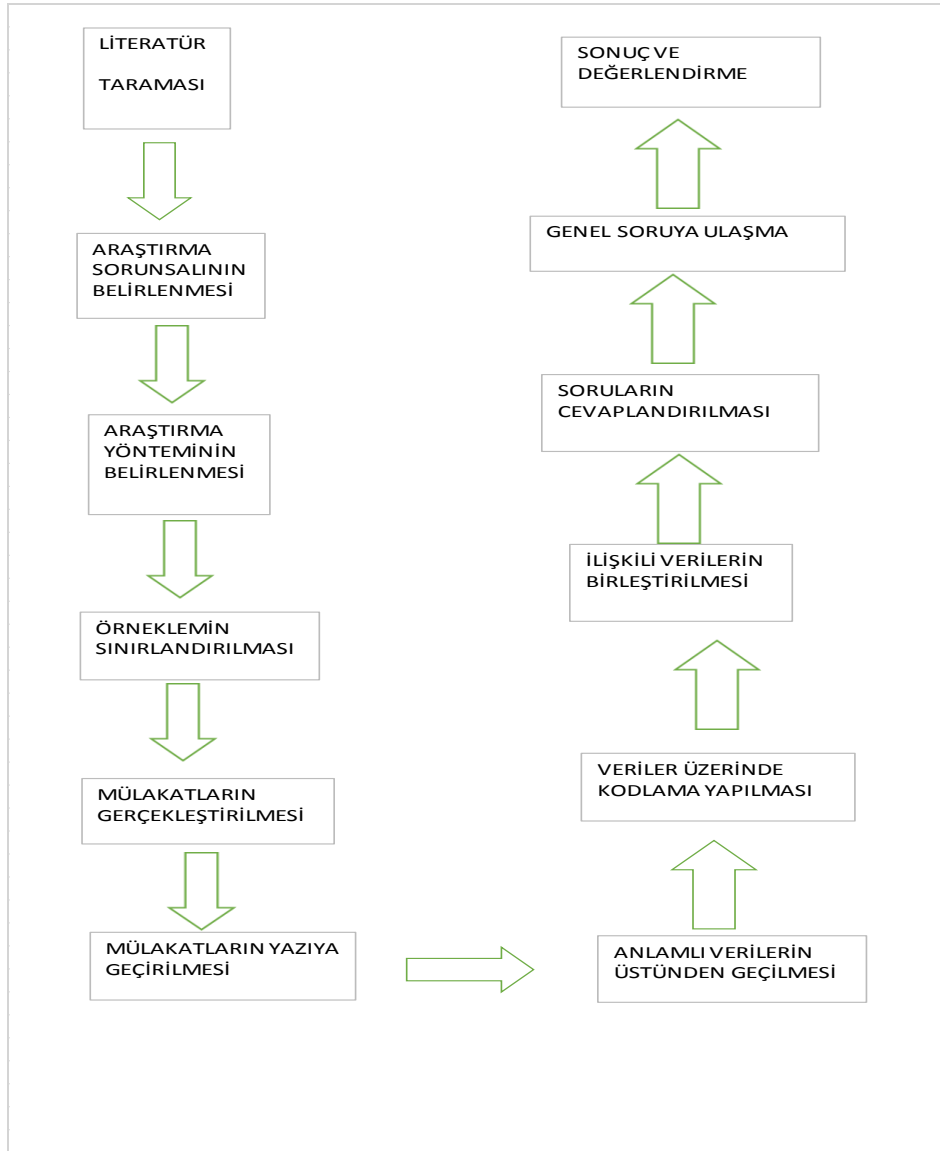 LİTERATÜR
TARAMASI
ARAŞTIRMA
SORUNSALININ
BELİRLENMESİ
ARAŞTIRMA
YÖNTEMİNİN
BELİRLENMESİ
ÖRNEKLEMİN
SINIRLANDIRILMASI
MÜLAKATLARIN
GERÇEKLEŞTİRİLMESİ
MÜLAKATLARIN YAZIYA
GEÇİRİLMESİ
ANLAMLI VERİLERİN
ÜSTÜNDEN GEÇİLMESİ
VERİLER ÜZERİNDE
KODLAMA YAPILMASI
İLİŞKİLİ VERİLERİN
BİRLEŞTİRİLMESİ
SORULARIN
CEVAPLANDIRILMASI
GENEL SORUYA ULAŞMA
SONUÇ VE
DEĞERLENDİRME